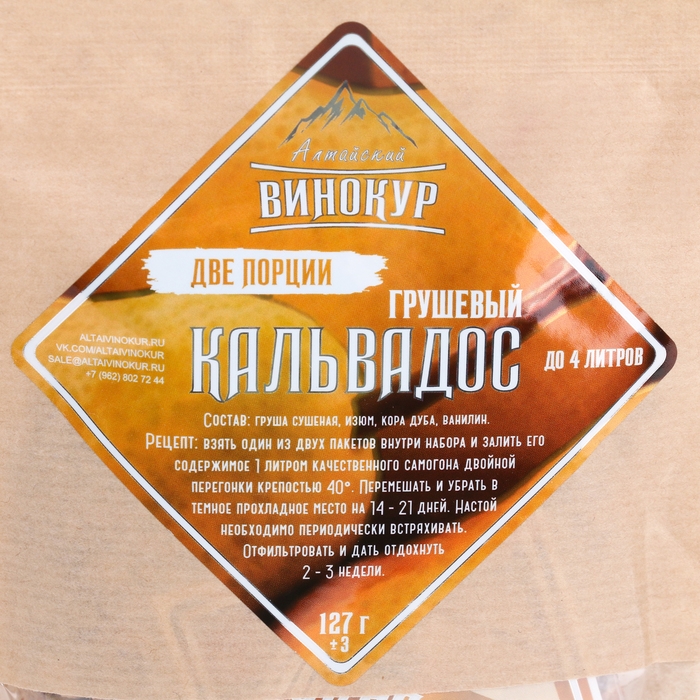 Алтайский
ВИНОКУР
ДВЕ ПОРЦИИ
ГРУШЕВЫЙ
КАЛЬВАДОС
ДО 4 ЛИТРОВ
ALTAIVINOKUR.RU
VK.COM/ALTAIVINOKUR
SALE@ALTAIVINOKUR.RU
+7 (962) 802 72 44
Состав: груша сушеная, изюм, кора дуба, ванилин.
Рецепт: взять один из двух пакетов внутри набора и залить его
содержимое 1 литром качественного самогона двойной
перегонки крепостью 40°. Перемешать и убрать в
темное прохладное место на 14 - 21 дней. Настой
необходимо периодически встряхивать.
Отфильтровать и дать отдохнуть
2 - 3 недели.
127 г
±3